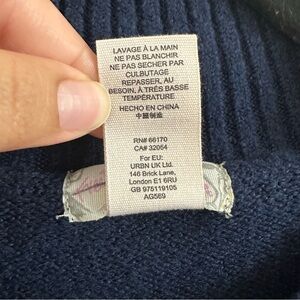 LAVAGE À LA MAIN
NE PAS BLANCHIR
NE PAS SECHER PAR
CULBUTAGE
REPASSER, AU
BESOIN, À TRÈS BASSE
TEMPÉRATURE
HECHO EN CHINA
中國制造
RN# 66170
CA# 32054
For EU:
URBN UK Ltd.
146 Brick Lane,
London E1 6RU
GB 975119105
AG569